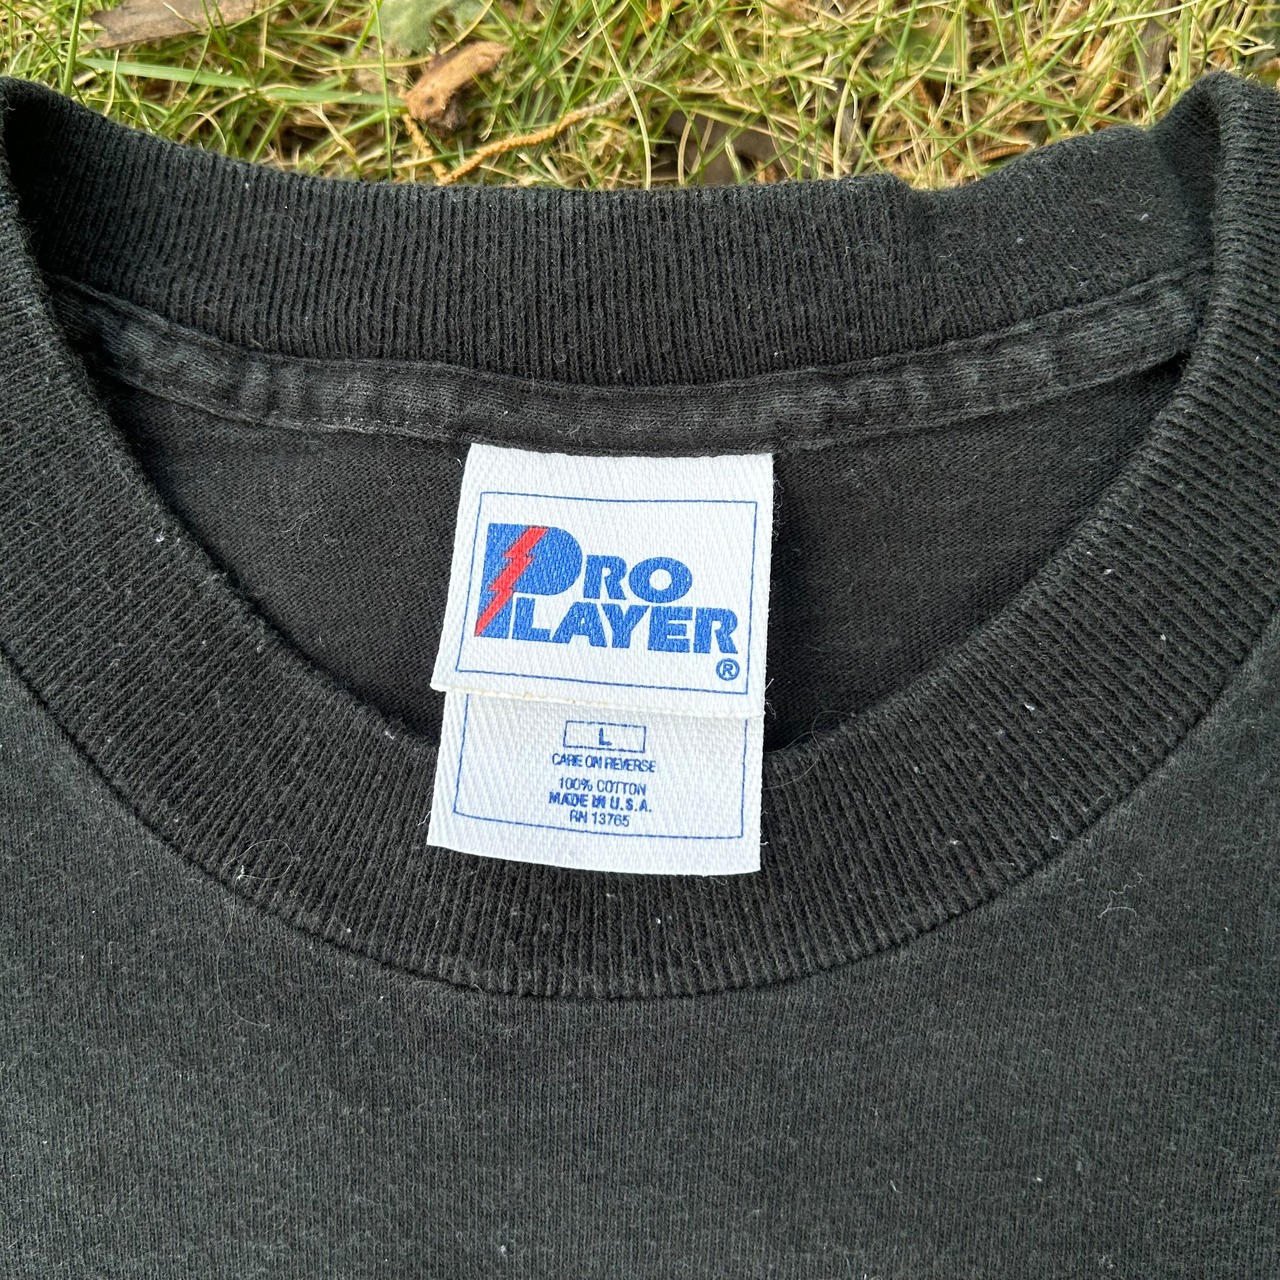 PRO
PLAYER
®
L
CARE ON REVERSE
100% COTTON
MADE IN U.S.A.
RN 13765